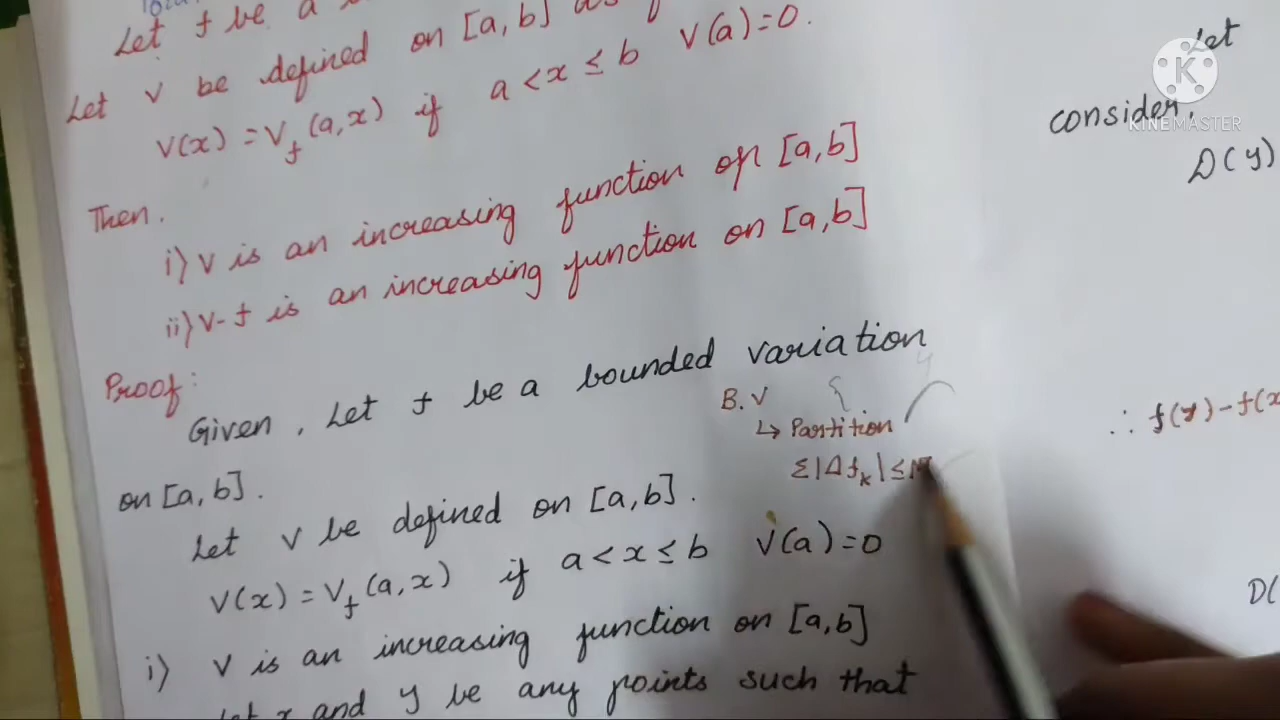 Let f be a
Let V be defined on [a,b] as
V(x) = V_f (a,x) if a < x ≤ b V(a)=0.
Then.
i) V is an increasing function on [a,b]
ii) V-f is an increasing function on [a,b]
Proof:
Given, Let f be a bounded variation
B.V
↳ Partition
Σ|Δf_k| ≤ M
on [a,b].
Let V be defined on [a,b].
V(x) = V_f (a,x) if a < x ≤ b V(a)=0
i) V is an increasing function on [a,b]
Let x and y be any points such that
Let
consider,
D(y)
∴ f(y)-f(x
D(
KINEMASTER